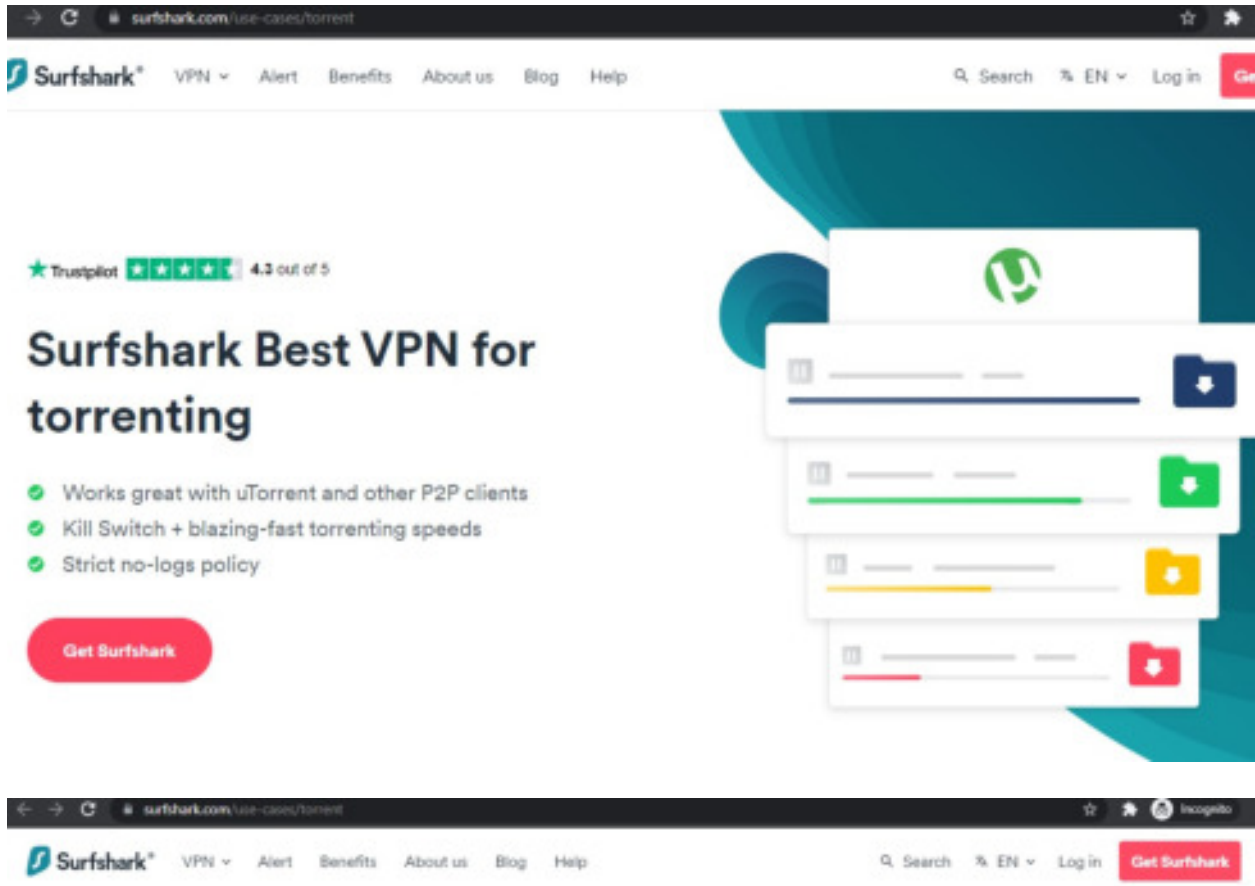 surfshark.com/use-cases/torrent
Surfshark® VPN Alert Benefits About us Blog Help Search EN Log in Ge
Trustpilot 4.3 out of 5
Surfshark Best VPN for
torrenting
Works great with uTorrent and other P2P clients
Kill Switch + blazing-fast torrenting speeds
Strict no-logs policy
Get Surfshark
surfshark.com/use-cases/torrent Incognito
Surfshark® VPN Alert Benefits About us Blog Help Search EN Log in Get Surfshark